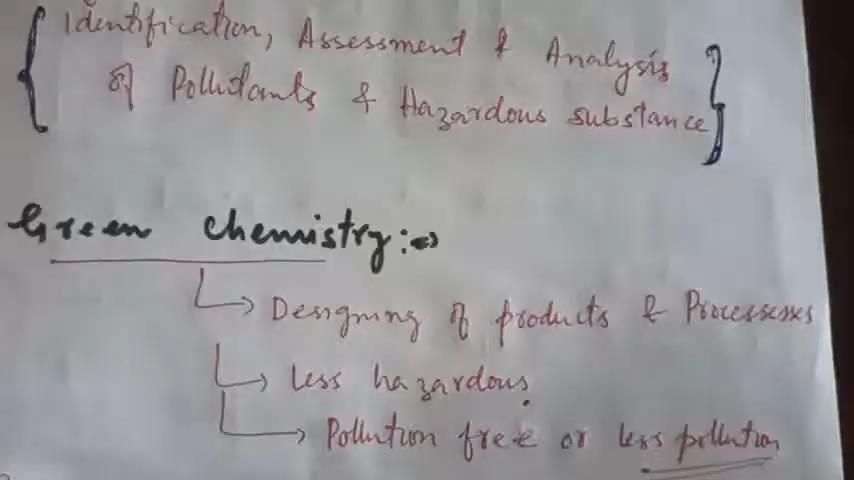 Identification, Assessment & Analysis
of Pollutants & Hazardous substance
Green chemistry:⇒
Designing of products & Processeses
less hazardous
Pollution free or less pollution